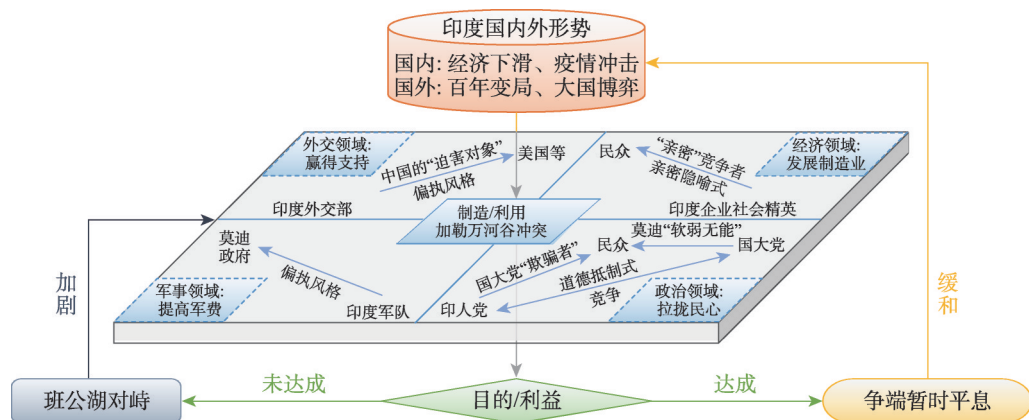 印度国内外形势
国内: 经济下滑、疫情冲击
国外: 百年变局、大国博弈
外交领域:
赢得支持
中国的“迫害对象”
偏执风格
美国等
民众
“亲密”竞争者
亲密隐喻式
经济领域:
发展制造业
印度外交部
制造/利用
加勒万河谷冲突
印度企业社会精英
莫迪
政府
偏执风格
印度军队
军事领域:
提高军费
国大党“欺骗者”
民众
莫迪“软弱无能”
国大党
道德抵制式
竞争
印人党
政治领域:
拉拢民心
加剧
缓和
班公湖对峙
未达成
目的/利益
达成
争端暂时平息